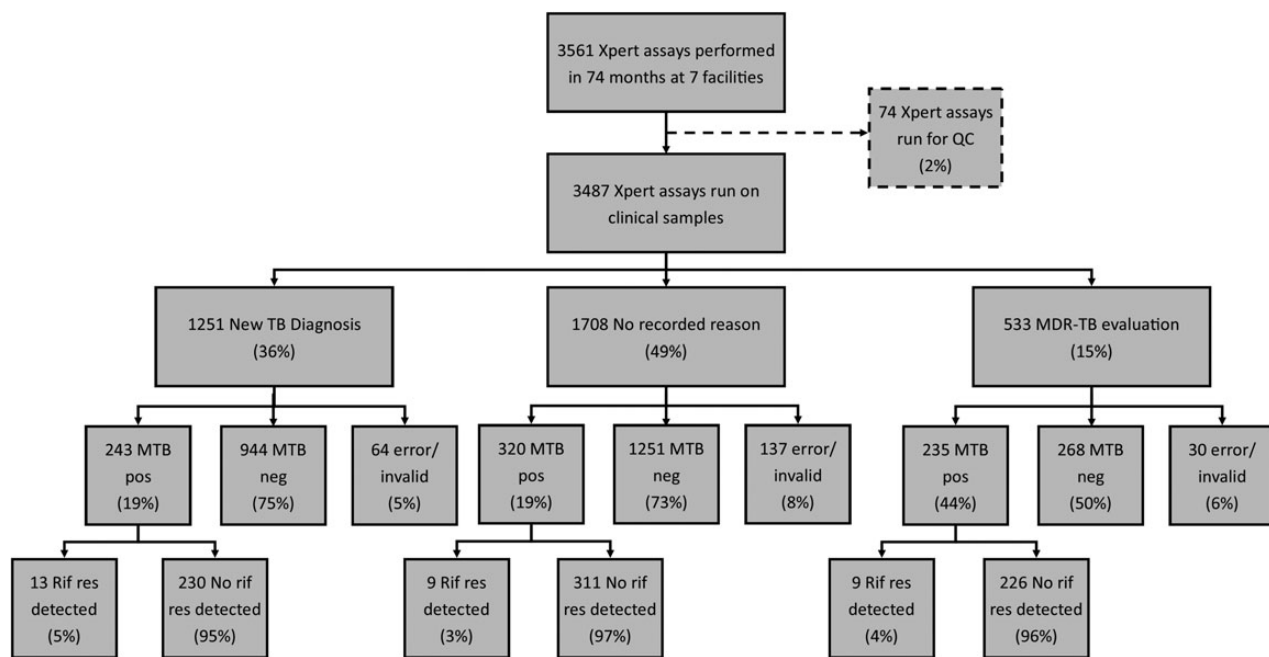 3561 Xpert assays performed
in 74 months at 7 facilities
74 Xpert assays
run for QC
(2%)
3487 Xpert assays run on
clinical samples
1251 New TB Diagnosis
(36%)
1708 No recorded reason
(49%)
533 MDR-TB evaluation
(15%)
243 MTB
pos
(19%)
944 MTB
neg
(75%)
64 error/
invalid
(5%)
320 MTB
pos
(19%)
1251 MTB
neg
(73%)
137 error/
invalid
(8%)
235 MTB
pos
(44%)
268 MTB
neg
(50%)
30 error/
invalid
(6%)
13 Rif res
detected
(5%)
230 No rif
res detected
(95%)
9 Rif res
detected
(3%)
311 No rif
res detected
(97%)
9 Rif res
detected
(4%)
226 No rif
res detected
(96%)